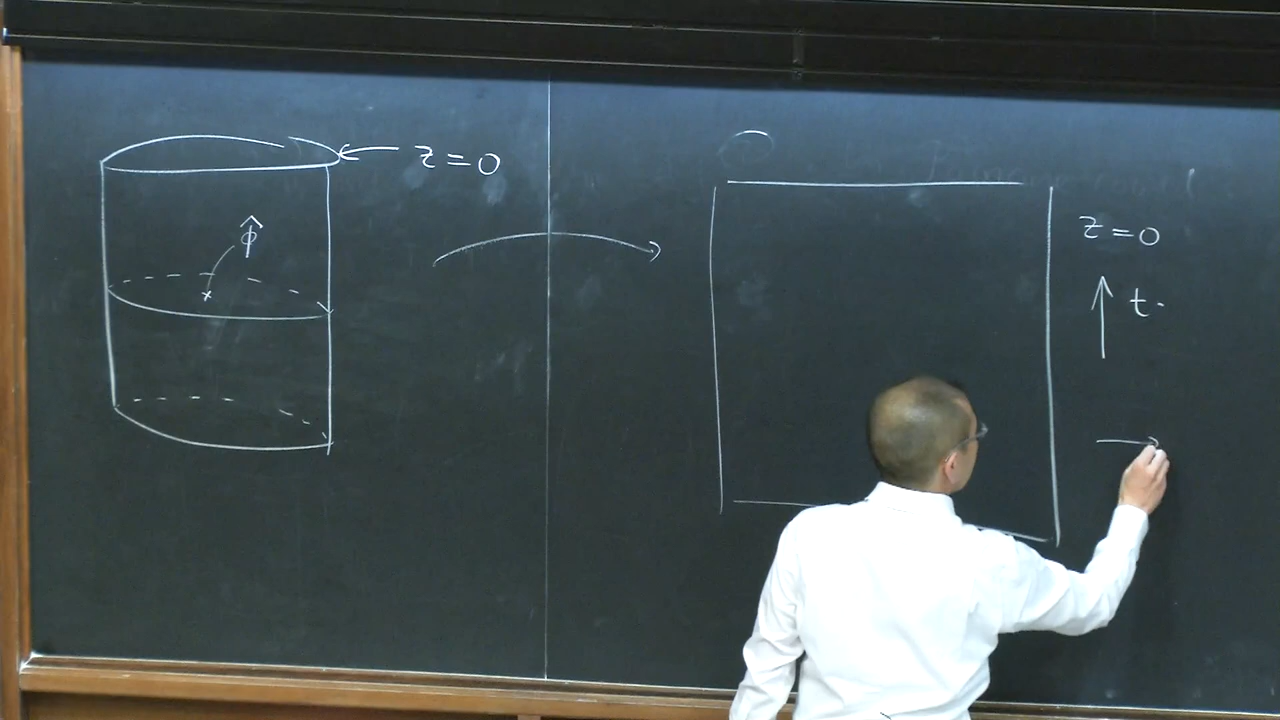 z = 0
ϕ̂
z = 0
t.